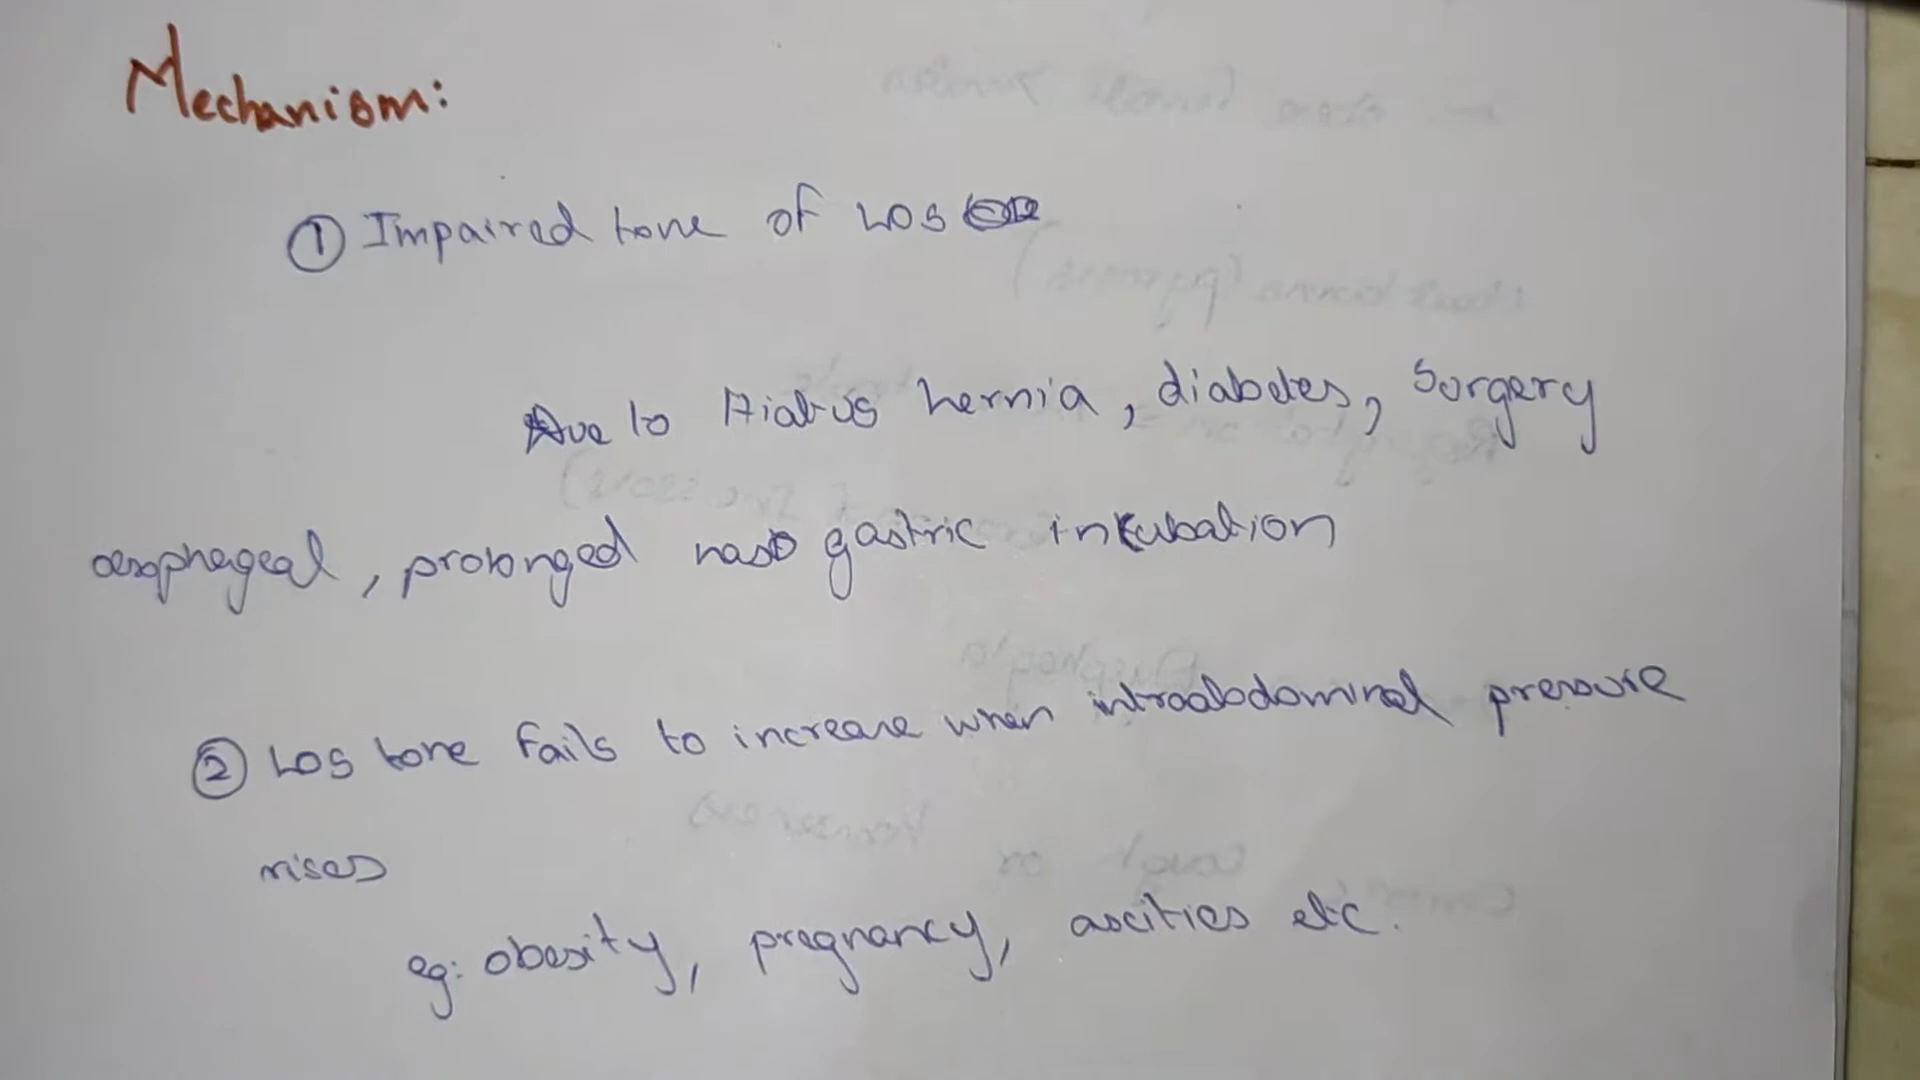 Mechanism:
① Impaired tone of LOS
Due to Hiatus hernia, diabetes, Surgery
oesophageal, prolonged naso gastric intubation
② LOS tone fails to increase when intraabdominal pressure
rises
eg: obesity, pregnancy, ascities etc.